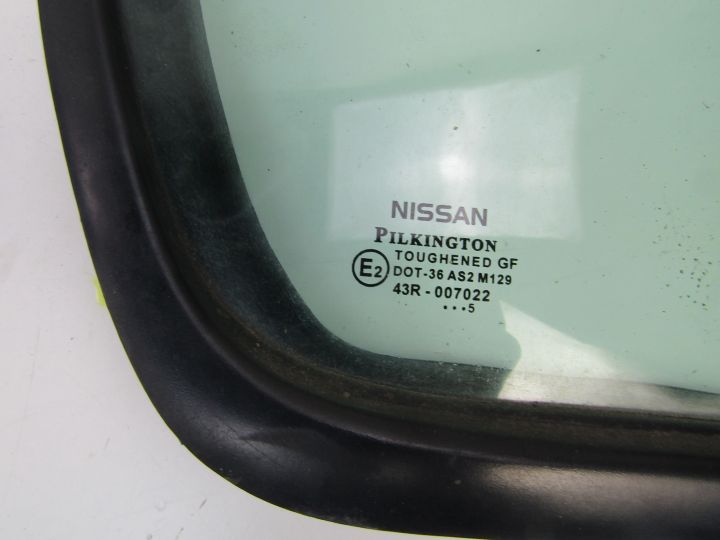 NISSAN
PILKINGTON
TOUGHENED GF
E2 DOT-36 AS2 M129
43R - 007022
•••5